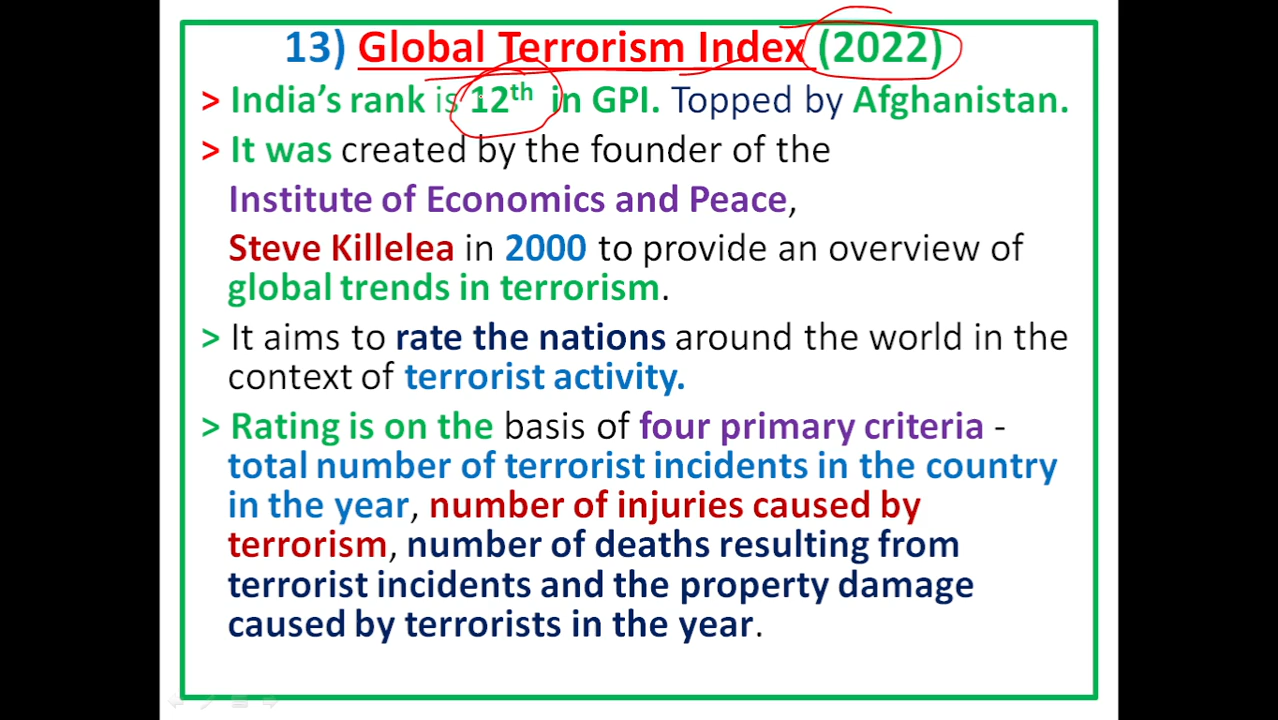 13) Global Terrorism Index (2022)
> India's rank is 12th in GPI. Topped by Afghanistan.
> It was created by the founder of the
Institute of Economics and Peace,
Steve Killelea in 2000 to provide an overview of
global trends in terrorism.
> It aims to rate the nations around the world in the
context of terrorist activity.
> Rating is on the basis of four primary criteria -
total number of terrorist incidents in the country
in the year, number of injuries caused by
terrorism, number of deaths resulting from
terrorist incidents and the property damage
caused by terrorists in the year.